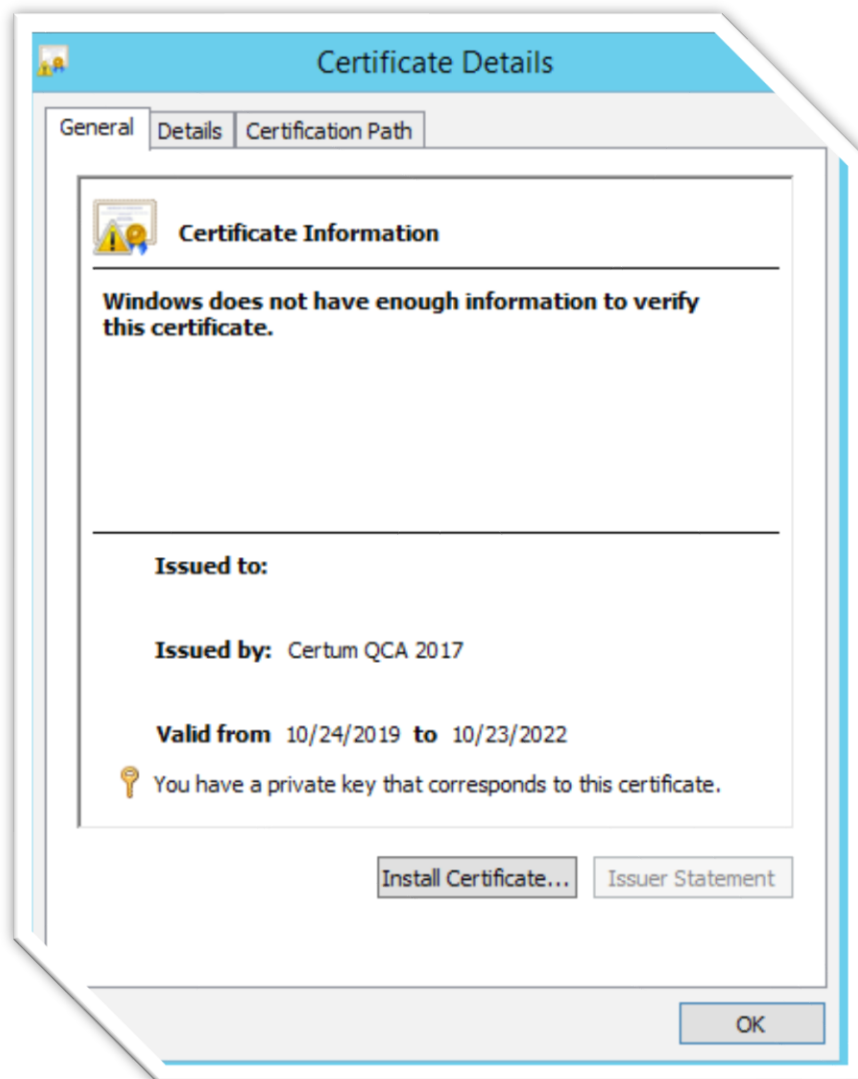 Certificate Details
General
Details
Certification Path
Certificate Information
Windows does not have enough information to verify
this certificate.
Issued to:
Issued by: Certum QCA 2017
Valid from 10/24/2019 to 10/23/2022
You have a private key that corresponds to this certificate.
Install Certificate...
Issuer Statement
OK